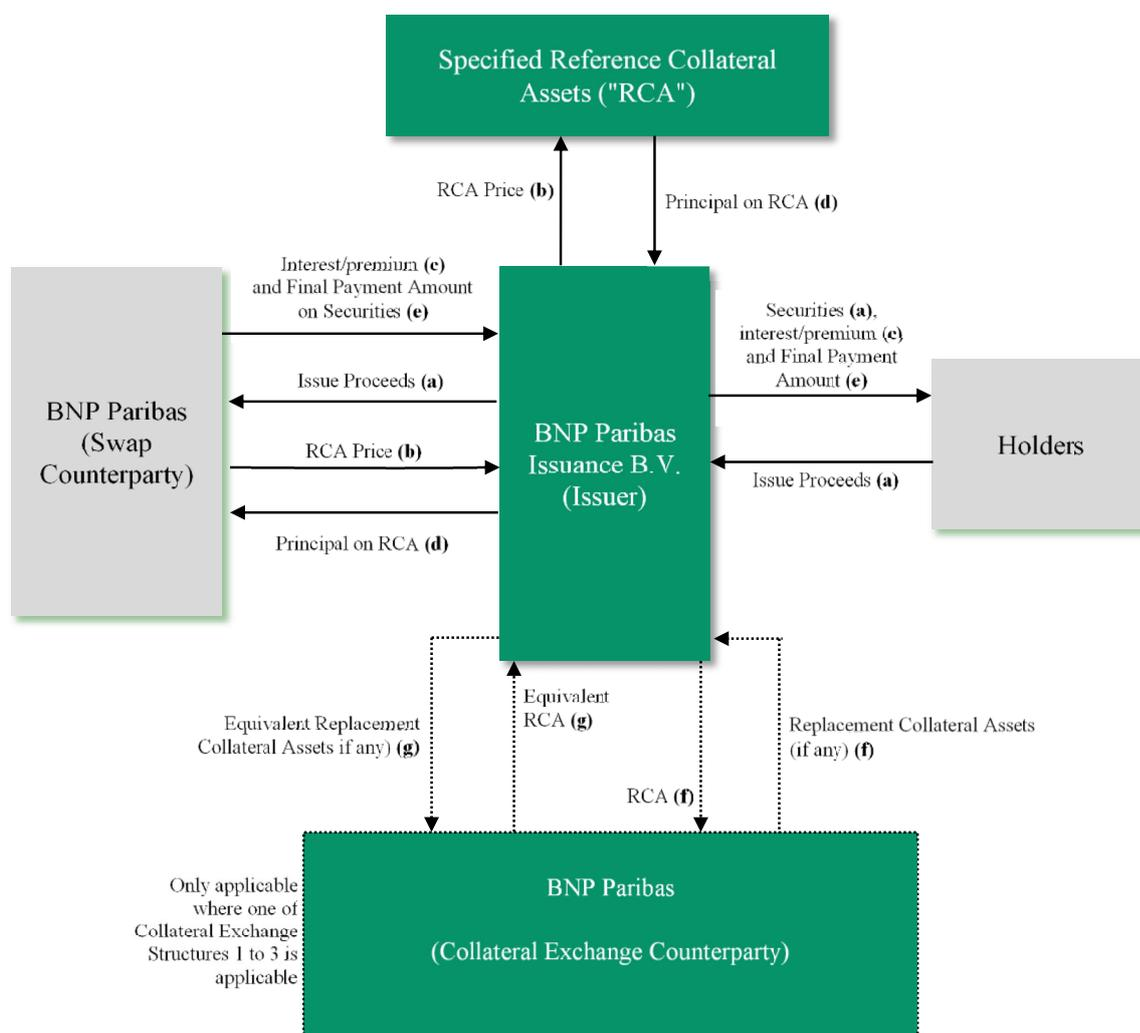 Specified Reference Collateral
Assets ("RCA")
RCA Price (b)
Principal on RCA (d)
Interest/premium (c)
and Final Payment Amount
on Securities (e)
Issue Proceeds (a)
RCA Price (b)
Principal on RCA (d)
BNP Paribas
(Swap
Counterparty)
BNP Paribas
Issuance B.V.
(Issuer)
Securities (a),
interest/premium (c)
and Final Payment
Amount (e)
Issue Proceeds (a)
Holders
Equivalent Replacement
Collateral Assets if any) (g)
Equivalent
RCA (g)
RCA (f)
Replacement Collateral Assets
(if any) (f)
Only applicable
where one of
Collateral Exchange
Structures 1 to 3 is
applicable
BNP Paribas
(Collateral Exchange Counterparty)